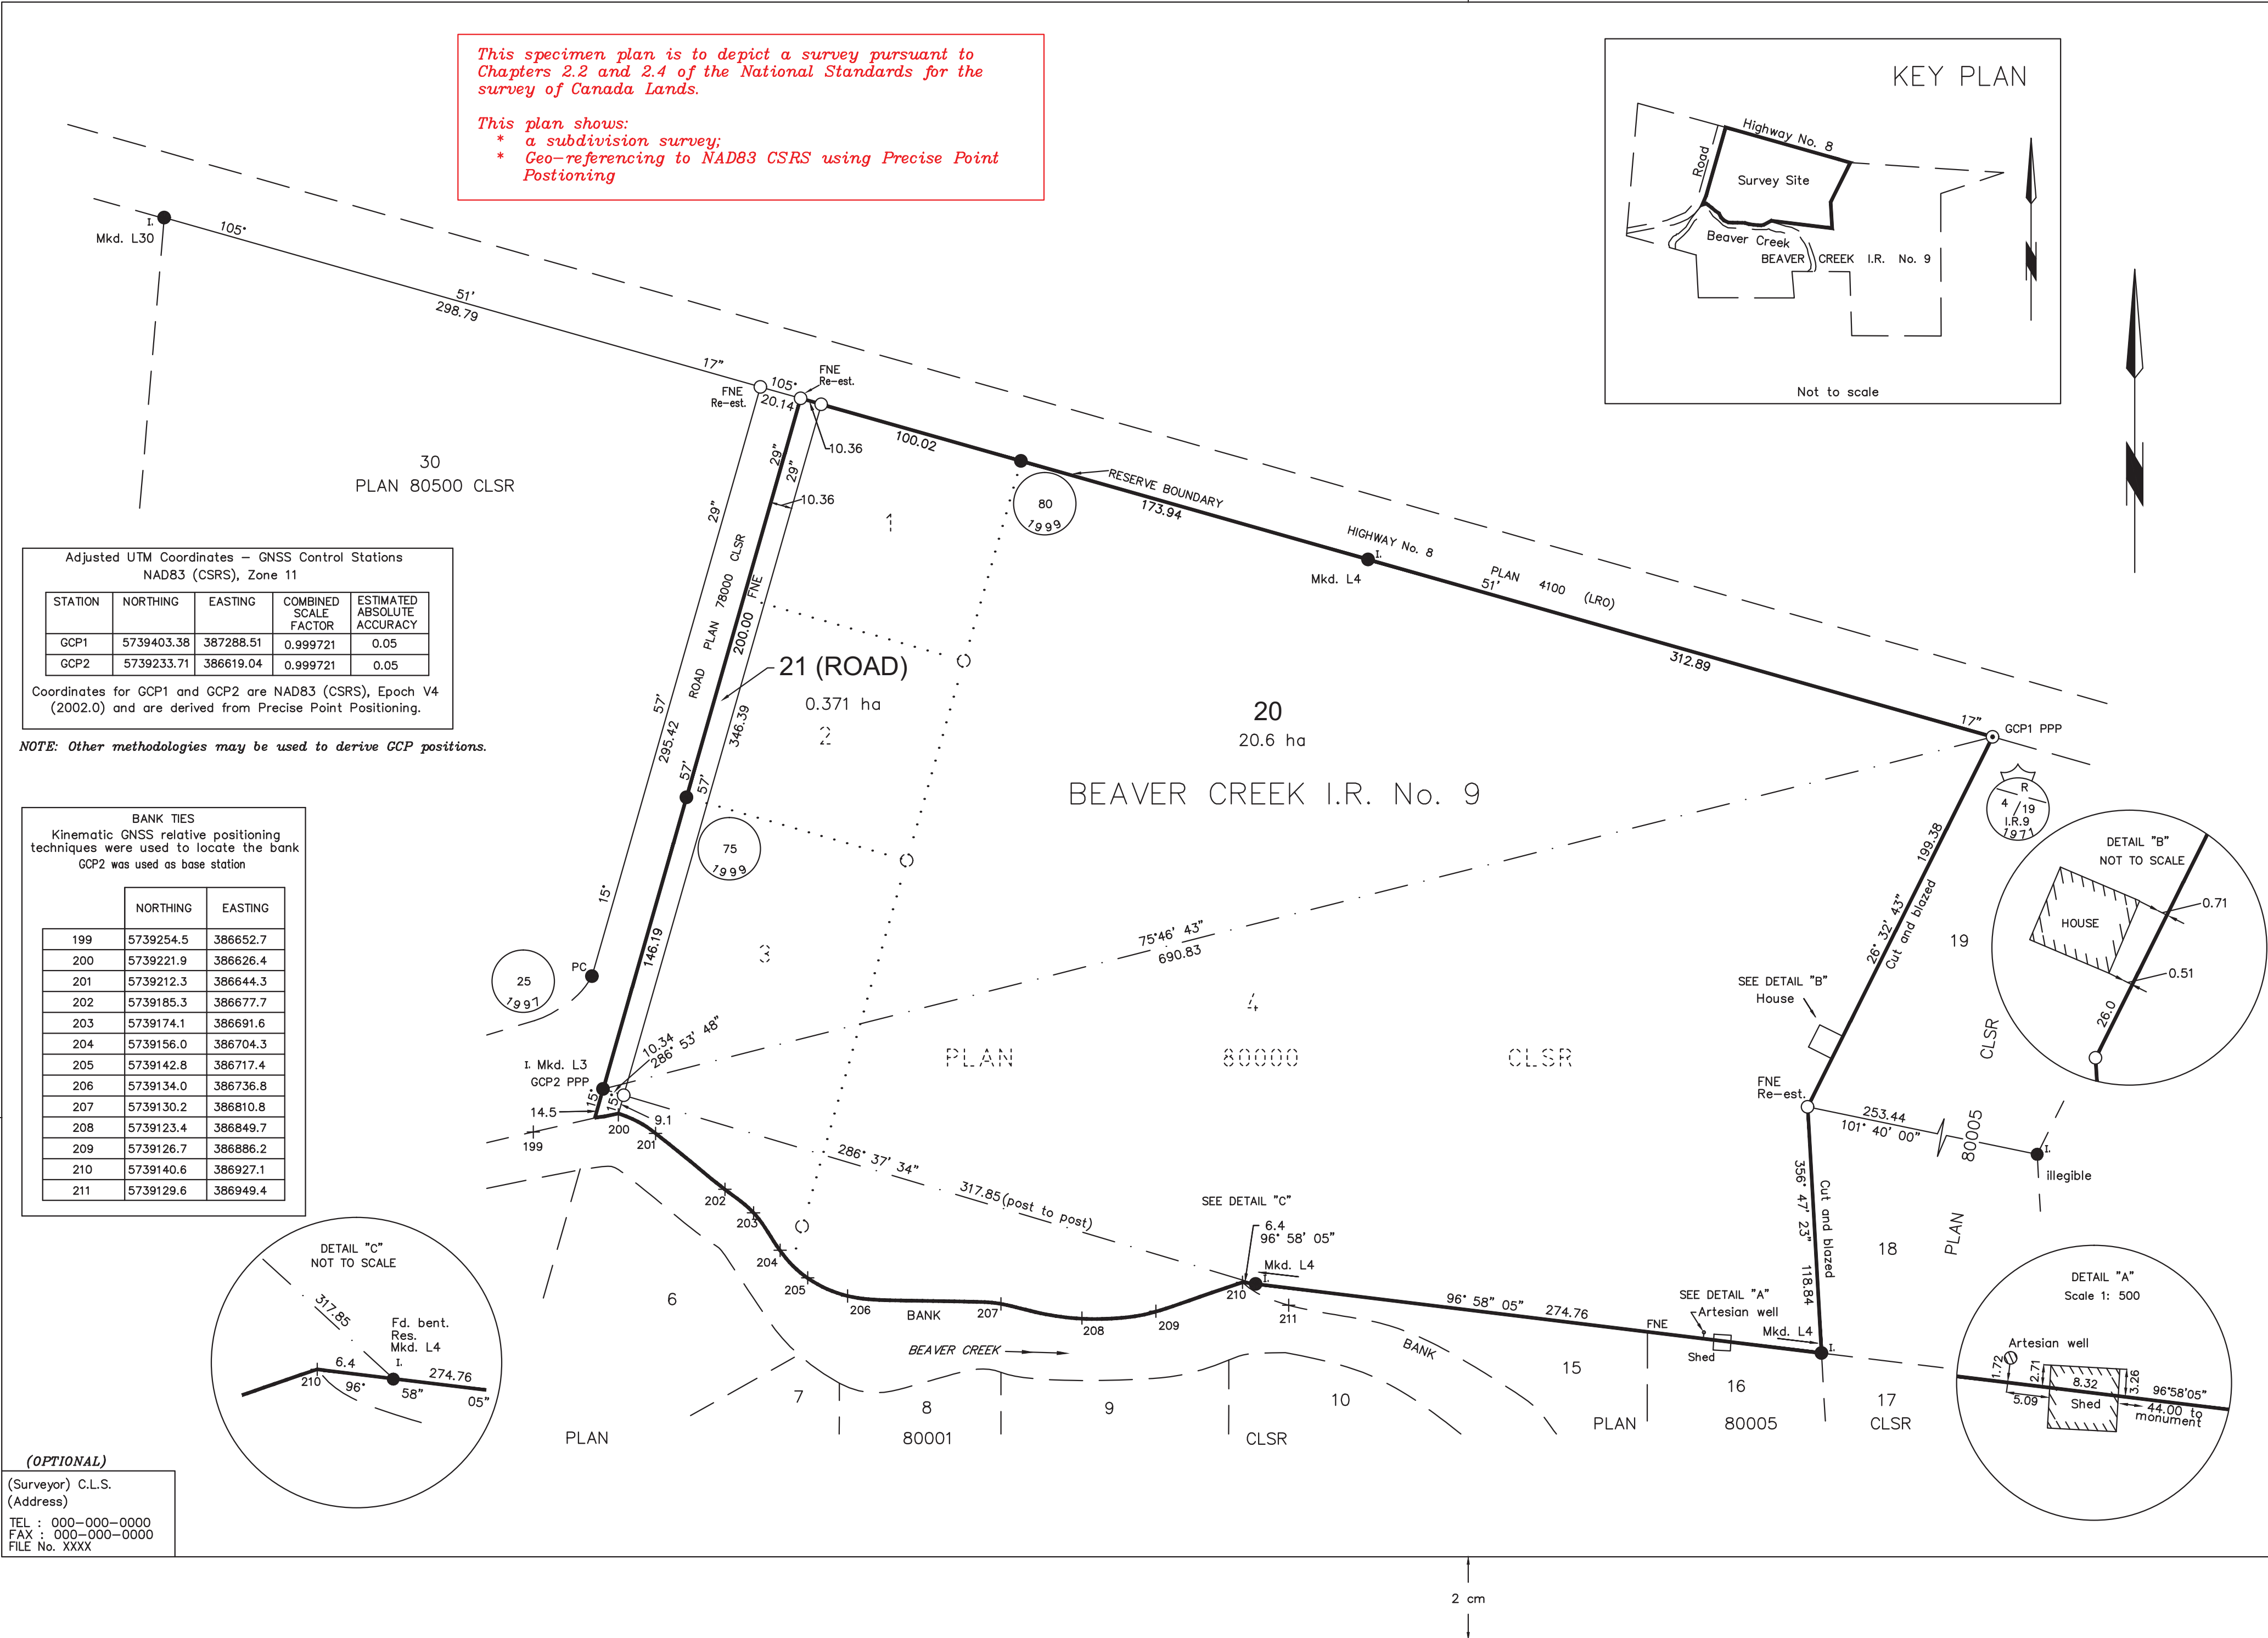 This specimen plan is to depict a survey pursuant to
Chapters 2.2 and 2.4 of the National Standards for the
survey of Canada Lands.
This plan shows:
* a subdivision survey;
* Geo-referencing to NAD83 CSRS using Precise Point
Postioning
KEY PLAN
Highway No. 8
Road
Survey Site
Beaver Creek
BEAVER CREEK I.R. No. 9
Not to scale
I.
Mkd. L30
105°
51'
298.79
17"
FNE
Re-est.
105°
20.14
FNE
Re-est.
10.36
100.02
RESERVE BOUNDARY
173.94
HIGHWAY No. 8
I.
Mkd. L4
PLAN 4100 (LRO)
51'
312.89
17"
GCP1 PPP
30
PLAN 80500 CLSR
29"
29"
29"
10.36
1
80
1999
ROAD PLAN 78000 CLSR
200.00 FNE
21 (ROAD)
0.371 ha
2
57'
295.42
346.39
57'
57'
15°
20
20.6 ha
BEAVER CREEK I.R. No. 9
R
4 /19
I.R.9
1971
Adjusted UTM Coordinates – GNSS Control Stations
NAD83 (CSRS), Zone 11
STATION NORTHING EASTING COMBINED SCALE FACTOR ESTIMATED ABSOLUTE ACCURACY
GCP1 5739403.38 387288.51 0.999721 0.05
GCP2 5739233.71 386619.04 0.999721 0.05
Coordinates for GCP1 and GCP2 are NAD83 (CSRS), Epoch V4
(2002.0) and are derived from Precise Point Positioning.
NOTE: Other methodologies may be used to derive GCP positions.
BANK TIES
Kinematic GNSS relative positioning
techniques were used to locate the bank
GCP2 was used as base station
NORTHING EASTING
199 5739254.5 386652.7
200 5739221.9 386626.4
201 5739212.3 386644.3
202 5739185.3 386677.7
203 5739174.1 386691.6
204 5739156.0 386704.3
205 5739142.8 386717.4
206 5739134.0 386736.8
207 5739130.2 386810.8
208 5739123.4 386849.7
209 5739126.7 386886.2
210 5739140.6 386927.1
211 5739129.6 386949.4
75
1999
146.19
3
PC
25
1997
75°46' 43"
690.83
10.34
286° 53' 48"
I. Mkd. L3
GCP2 PPP
15°
15°
14.5
9.1
199
200
201
202
203
204
205
206
207
208
209
210
211
4
PLAN 80000 CLSR
286° 37' 34"
317.85(post to post)
SEE DETAIL "C"
6.4
96° 58' 05"
Mkd. L4
I.
BANK
BEAVER CREEK
BANK
96° 58" 05"
274.76
FNE
SEE DETAIL "A"
Artesian well
Shed
Mkd. L4
I.
199.38
26° 32' 43"
Cut and blazed
19
SEE DETAIL "B"
House
FNE
Re-est.
253.44
101° 40' 00"
I.
illegible
356° 47' 23"
118.84
Cut and blazed
18
PLAN 80005 CLSR
DETAIL "B"
NOT TO SCALE
HOUSE
0.71
0.51
26.0
DETAIL "A"
Scale 1: 500
Artesian well
1.72
2.71
8.32
3.26
96°58'05"
5.09
Shed
44.00 to
monument
DETAIL "C"
NOT TO SCALE
317.85
Fd. bent.
Res.
Mkd. L4
I.
6.4
274.76
210
96°
58"
05"
6
7
8
9
10
15
16
17
PLAN 80001 CLSR
PLAN 80005 CLSR
(OPTIONAL)
(Surveyor) C.L.S.
(Address)
TEL : 000-000-0000
FAX : 000-000-0000
FILE No. XXXX
2 cm